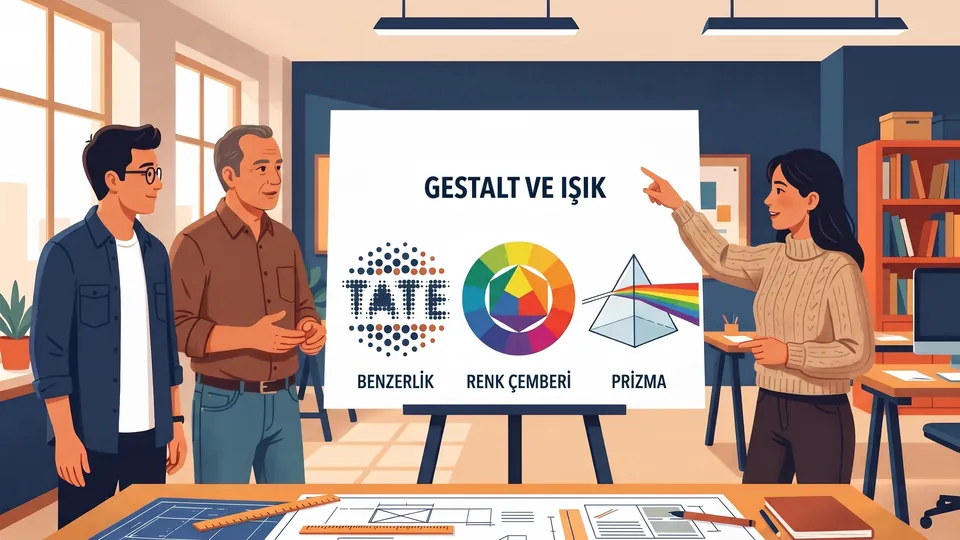 GESTALT VE IŞIK
TATE
BENZERLİK
RENK ÇEMBERİ
PRİZMA